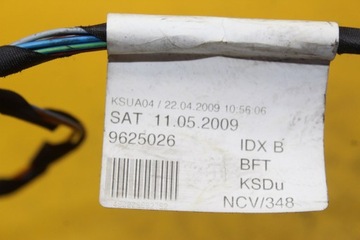 KSUA04 / 22.04.2009 10:56:06
SAT 11.05.2009
9625026 IDX B
BFT
KSDu
NCV/348